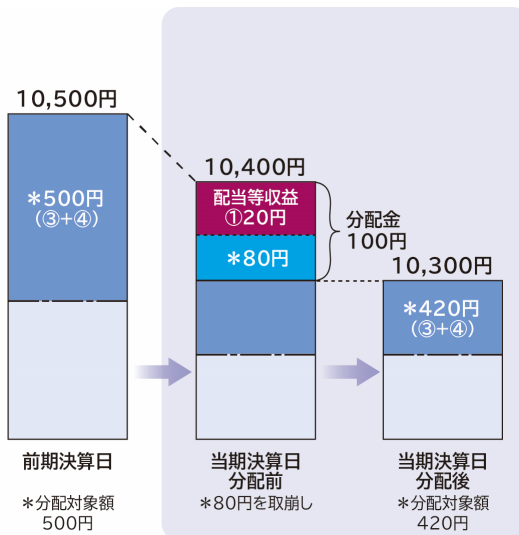 10,500円
＊500円
（③＋④）
前期決算日
＊分配対象額
500円
10,400円
配当等収益
①20円
＊80円
分配金
100円
当期決算日
分配前
＊80円を取崩し
10,300円
＊420円
（③＋④）
当期決算日
分配後
＊分配対象額
420円